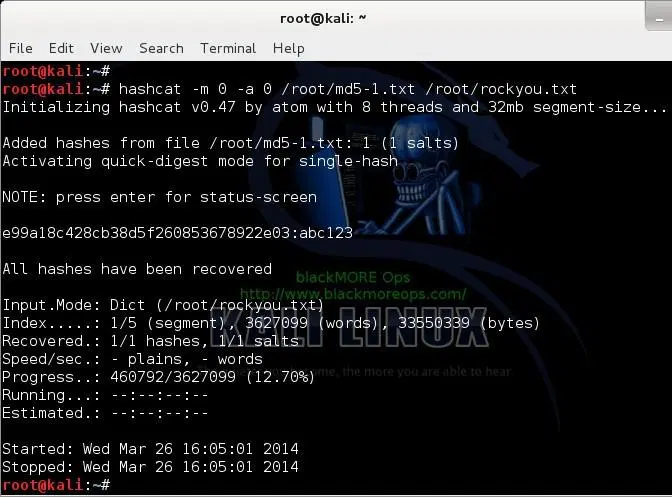 root@kali: ~
File Edit View Search Terminal Help
root@kali:~#
root@kali:~# hashcat -m 0 -a 0 /root/md5-1.txt /root/rockyou.txt
Initializing hashcat v0.47 by atom with 8 threads and 32mb segment-size...
Added hashes from file /root/md5-1.txt: 1 (1 salts)
Activating quick-digest mode for single-hash
NOTE: press enter for status-screen
e99a18c428cb38d5f260853678922e03:abc123
All hashes have been recovered
blackMORE Ops
http://www.blackmoreops.com/
Input.Mode: Dict (/root/rockyou.txt)
Index.....: 1/5 (segment), 3627099 (words), 33550339 (bytes)
Recovered.: 1/1 hashes, 1/1 salts
KALI LINUX
Speed/sec.: - plains, - words
Progress..: 460792/3627099 (12.70%)
the more you are able to hear
Running...: --:--:--:--
Estimated.: --:--:--:--
Started: Wed Mar 26 16:05:01 2014
Stopped: Wed Mar 26 16:05:01 2014
root@kali:~#